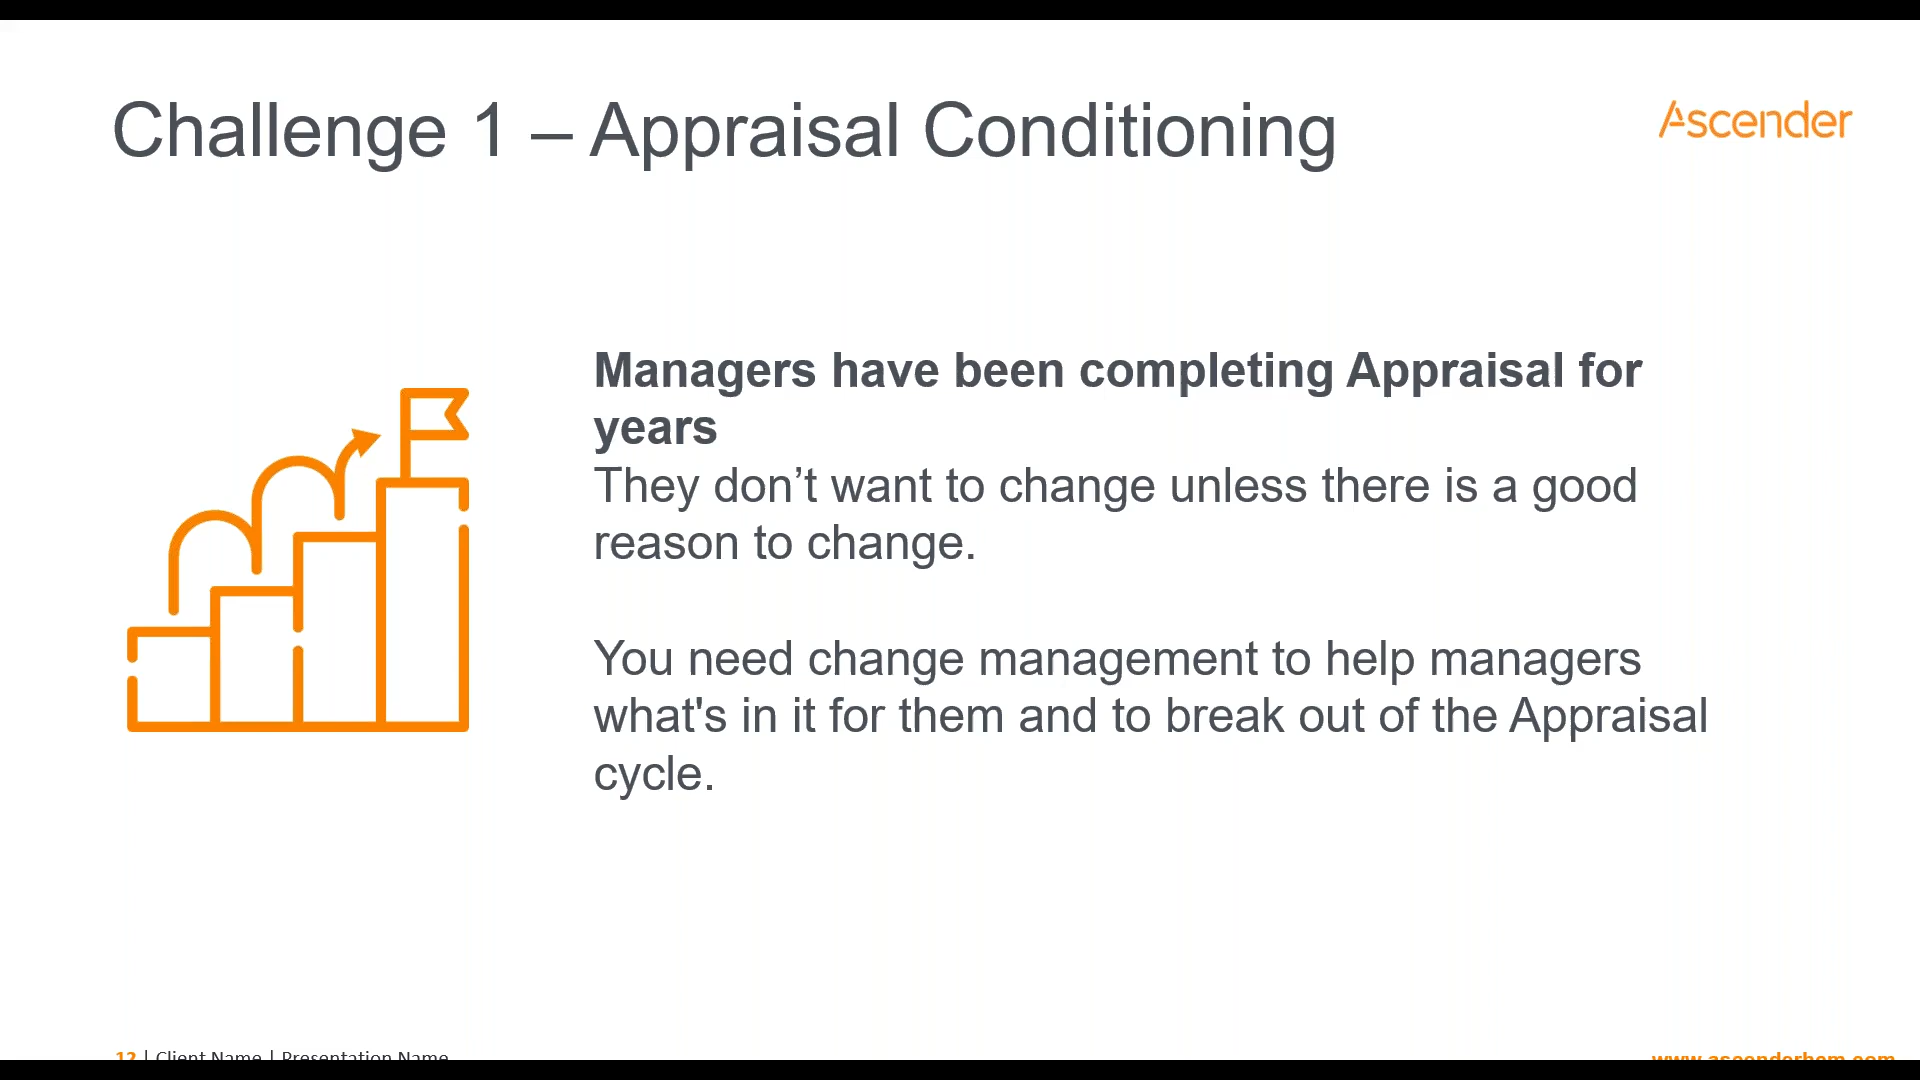 Challenge 1 – Appraisal Conditioning
Ascender
Managers have been completing Appraisal for
years
They don’t want to change unless there is a good
reason to change.
You need change management to help managers
what's in it for them and to break out of the Appraisal
cycle.
12 | Client Name | Presentation Name
www.ascenderhcm.com